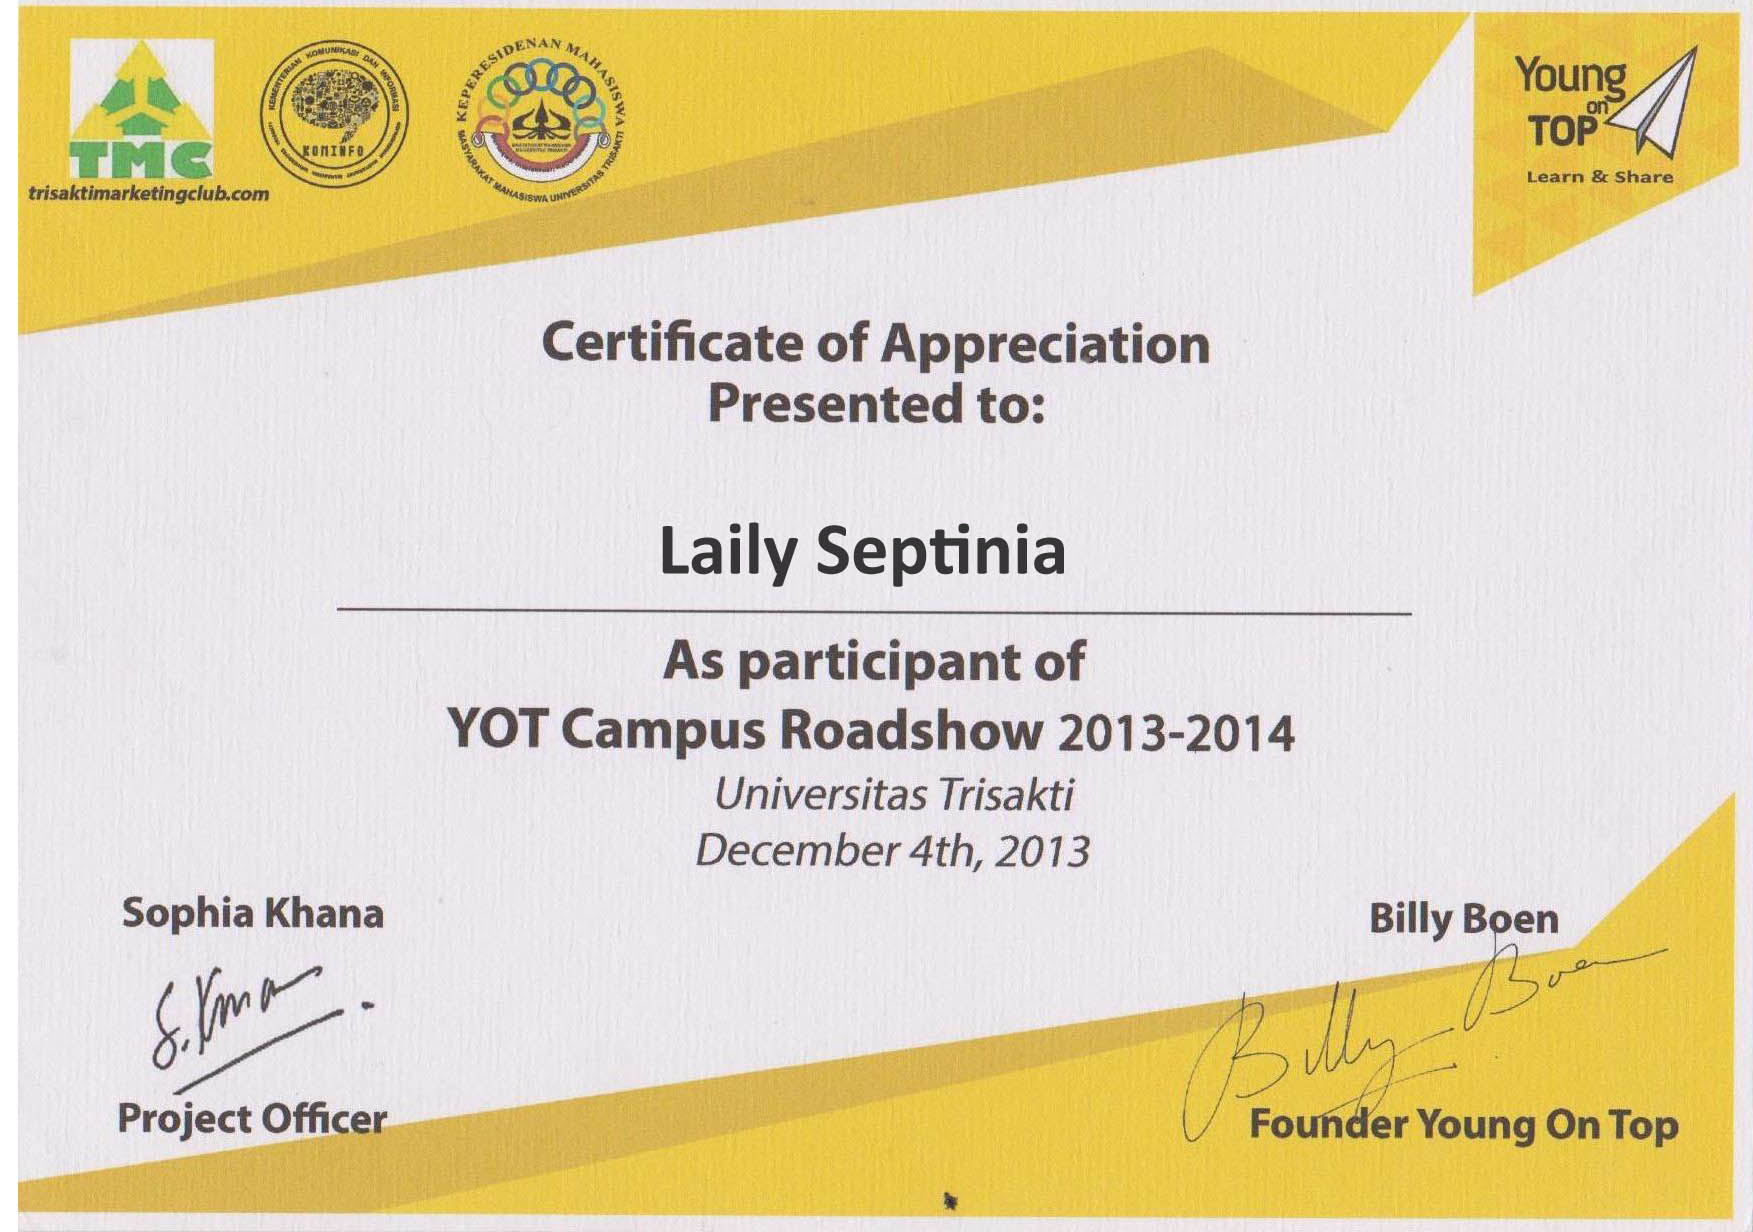 TMC
trisaktimarketingclub.com
KEMENTERIAN KOMUNIKASI DAN INFORMASI
KOMINFO
KEPRESIDENAN MAHASISWA
MASYARAKAT MAHASISWA UNIVERSITAS TRISAKTI
Young
on
TOP
Learn & Share
Certificate of Appreciation
Presented to:
Laily Septinia
As participant of
YOT Campus Roadshow 2013-2014
Universitas Trisakti
December 4th, 2013
Sophia Khana
S. Khana
Project Officer
Billy Boen
Billy Boen
Founder Young On Top